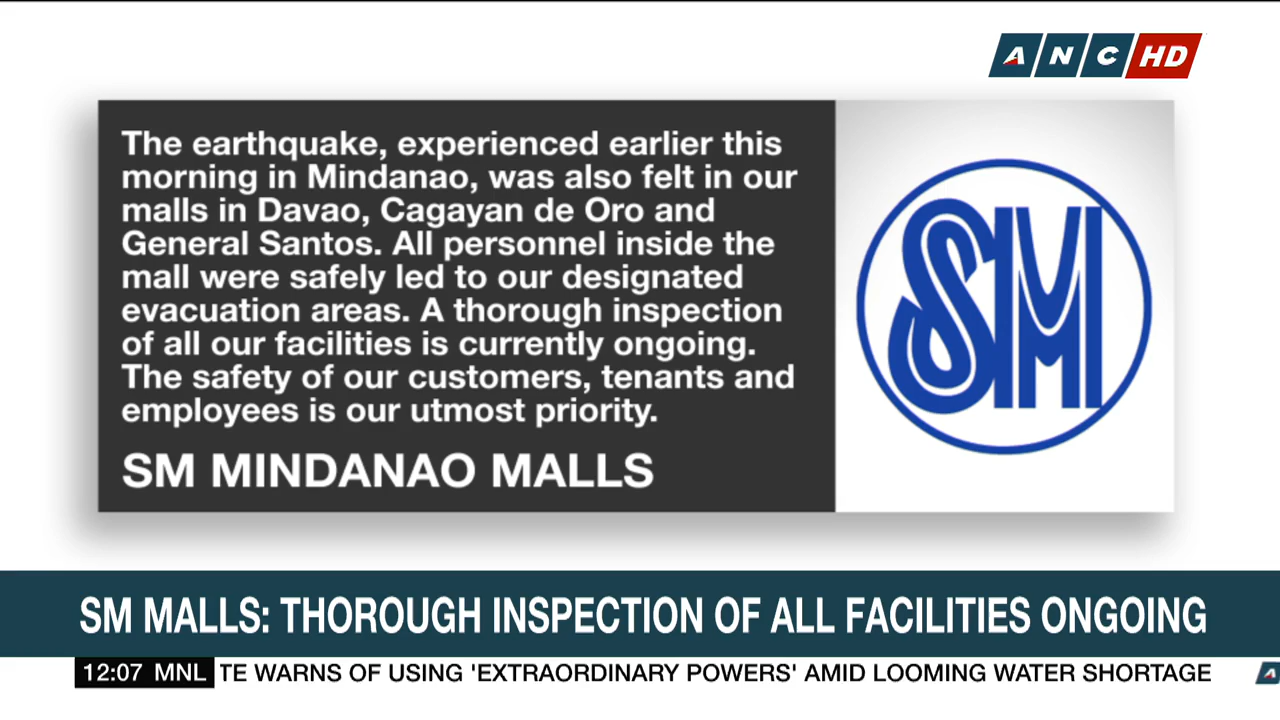 ANC HD
The earthquake, experienced earlier this
morning in Mindanao, was also felt in our
malls in Davao, Cagayan de Oro and
General Santos. All personnel inside the
mall were safely led to our designated
evacuation areas. A thorough inspection
of all our facilities is currently ongoing.
The safety of our customers, tenants and
employees is our utmost priority.
SM MINDANAO MALLS
SM
SM MALLS: THOROUGH INSPECTION OF ALL FACILITIES ONGOING
12:07 MNL TE WARNS OF USING 'EXTRAORDINARY POWERS' AMID LOOMING WATER SHORTAGE